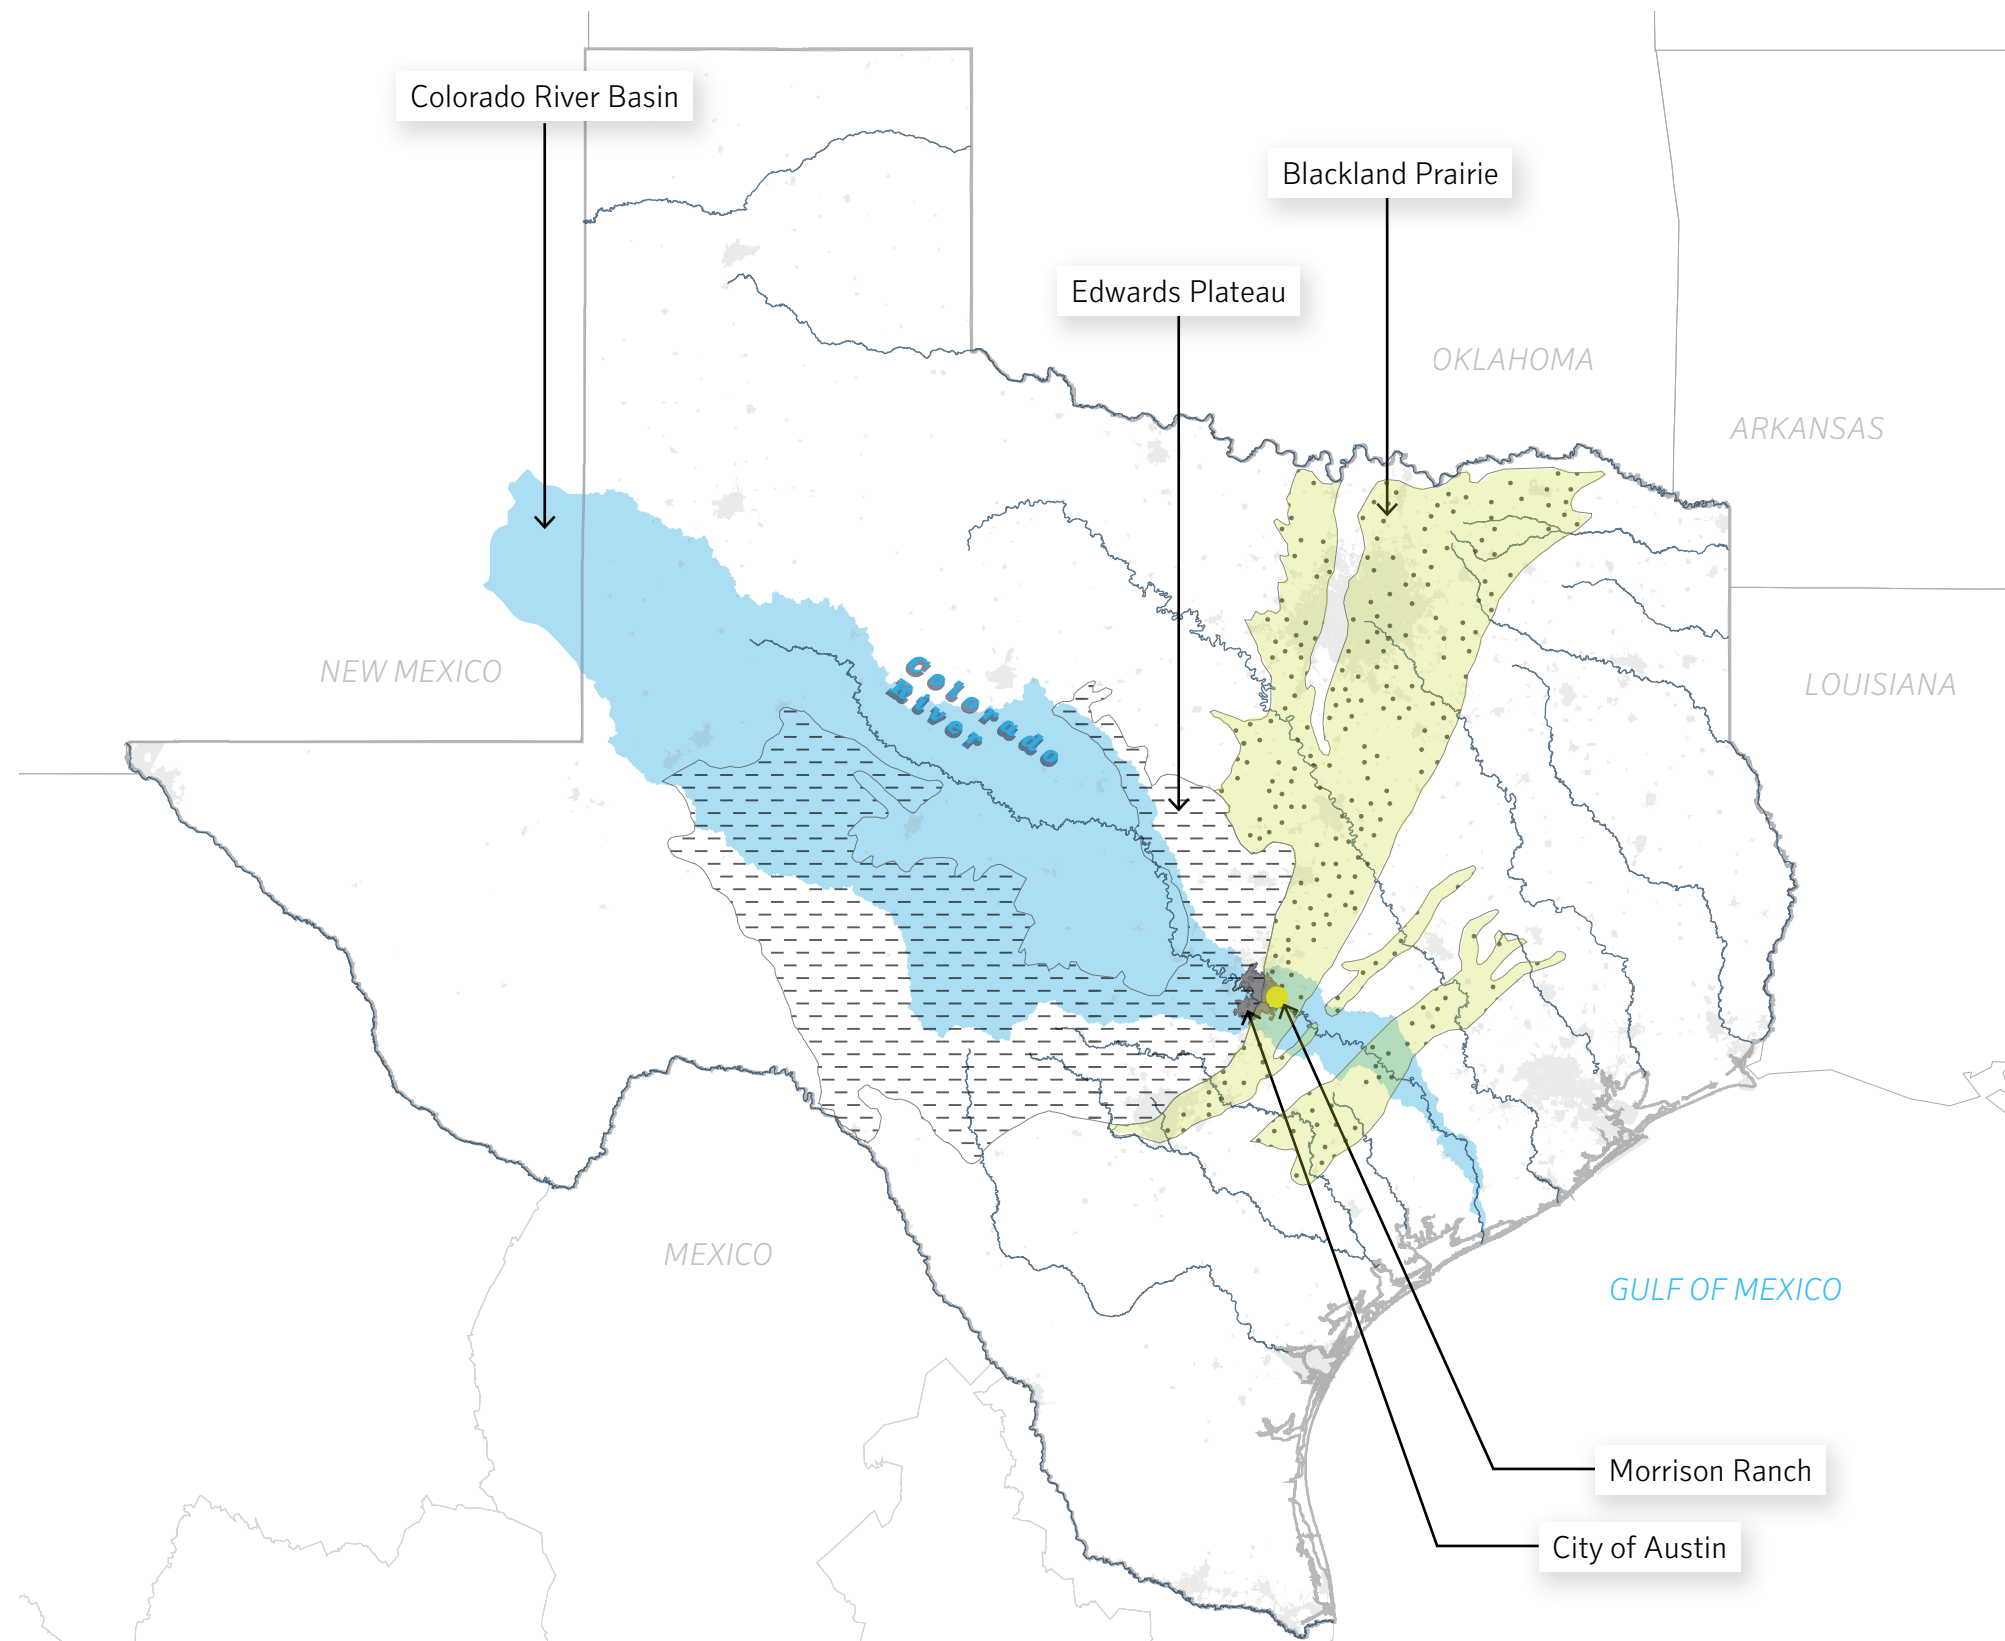 Colorado River Basin
Blackland Prairie
Edwards Plateau
OKLAHOMA
ARKANSAS
NEW MEXICO
Colorado
River
LOUISIANA
MEXICO
GULF OF MEXICO
Morrison Ranch
City of Austin